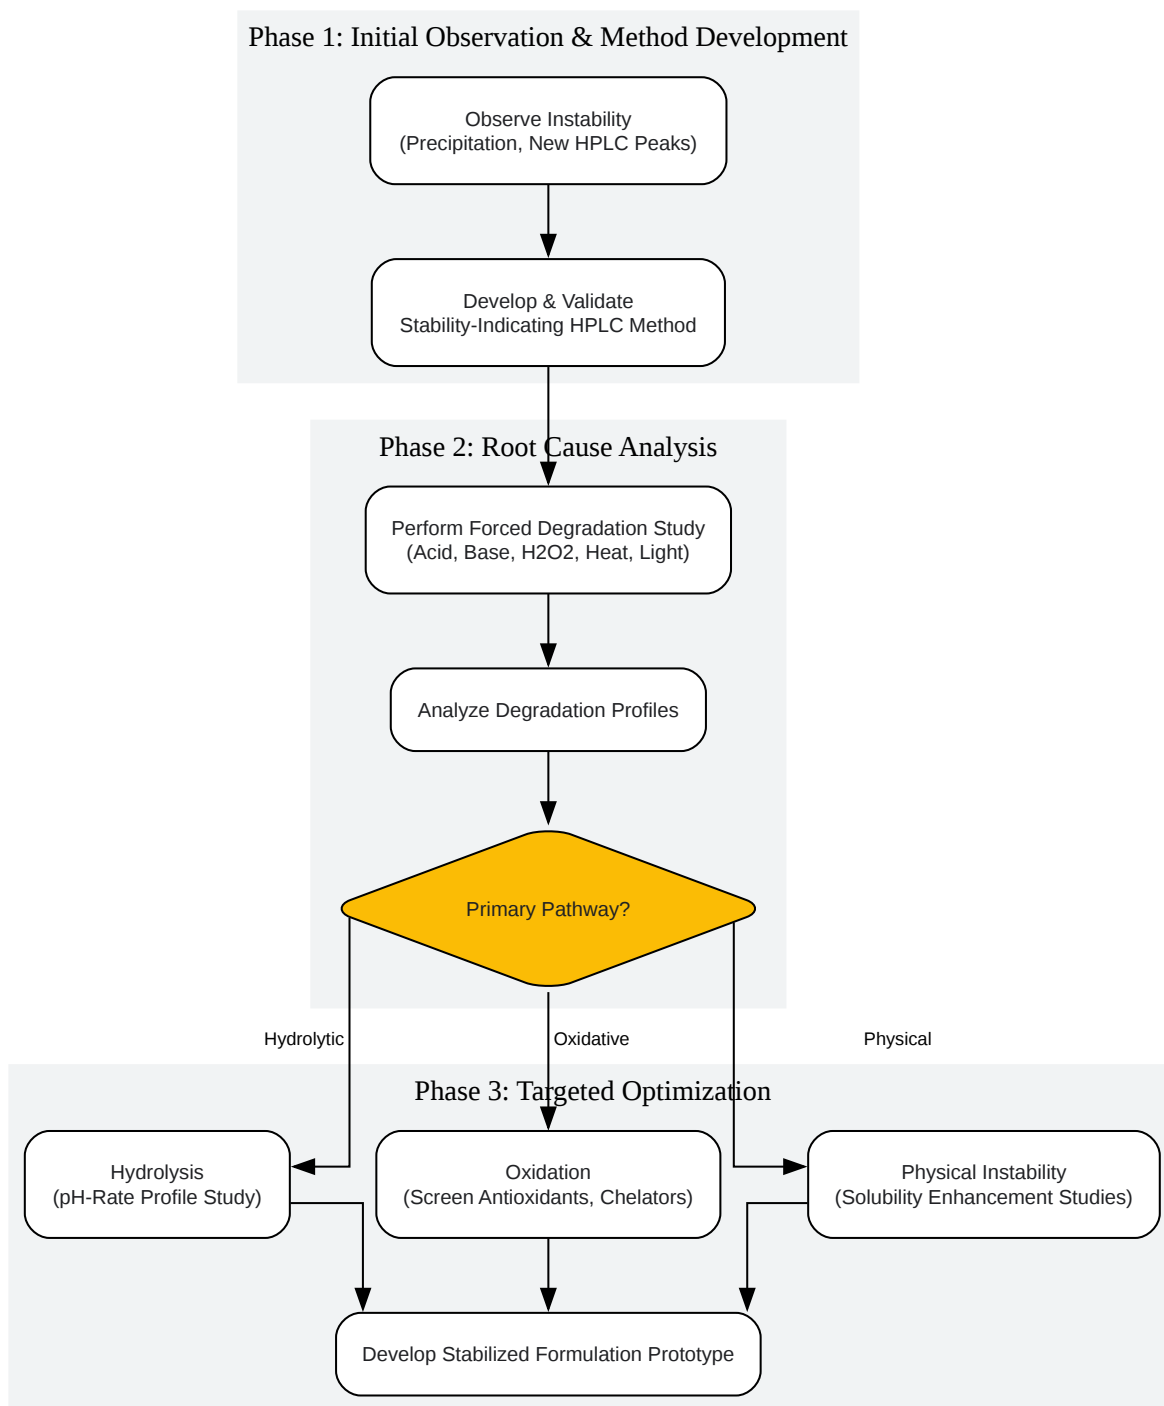 Phase 1: Initial Observation & Method Development
Observe Instability
(Precipitation, New HPLC Peaks)
Develop & Validate
Stability-Indicating HPLC Method
Phase 2: Root Cause Analysis
Perform Forced Degradation Study
(Acid, Base, H2O2, Heat, Light)
Analyze Degradation Profiles
Primary Pathway?
Hydrolytic
Oxidative
Physical
Phase 3: Targeted Optimization
Hydrolysis
(pH-Rate Profile Study)
Oxidation
(Screen Antioxidants, Chelators)
Physical Instability
(Solubility Enhancement Studies)
Develop Stabilized Formulation Prototype